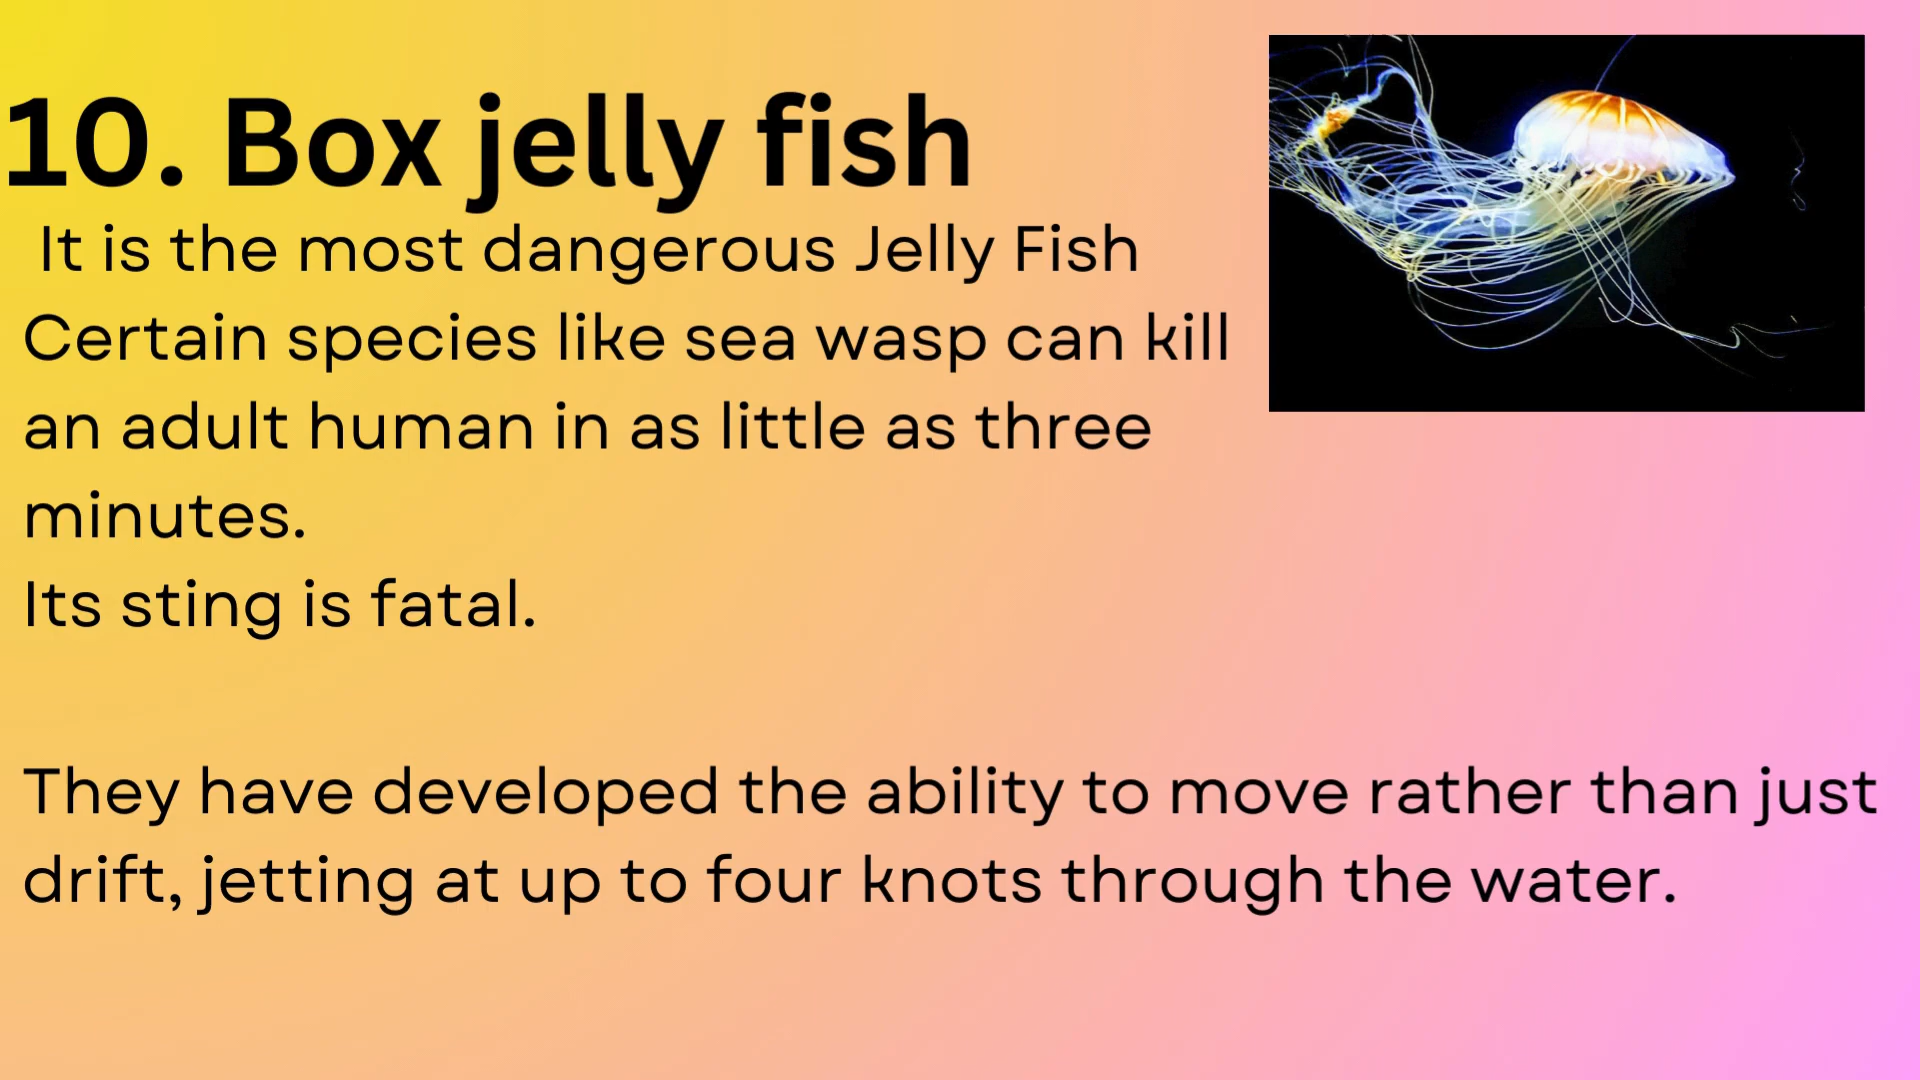 10. Box jelly fish
It is the most dangerous Jelly Fish
Certain species like sea wasp can kill
an adult human in as little as three
minutes.
Its sting is fatal.
They have developed the ability to move rather than just
drift, jetting at up to four knots through the water.